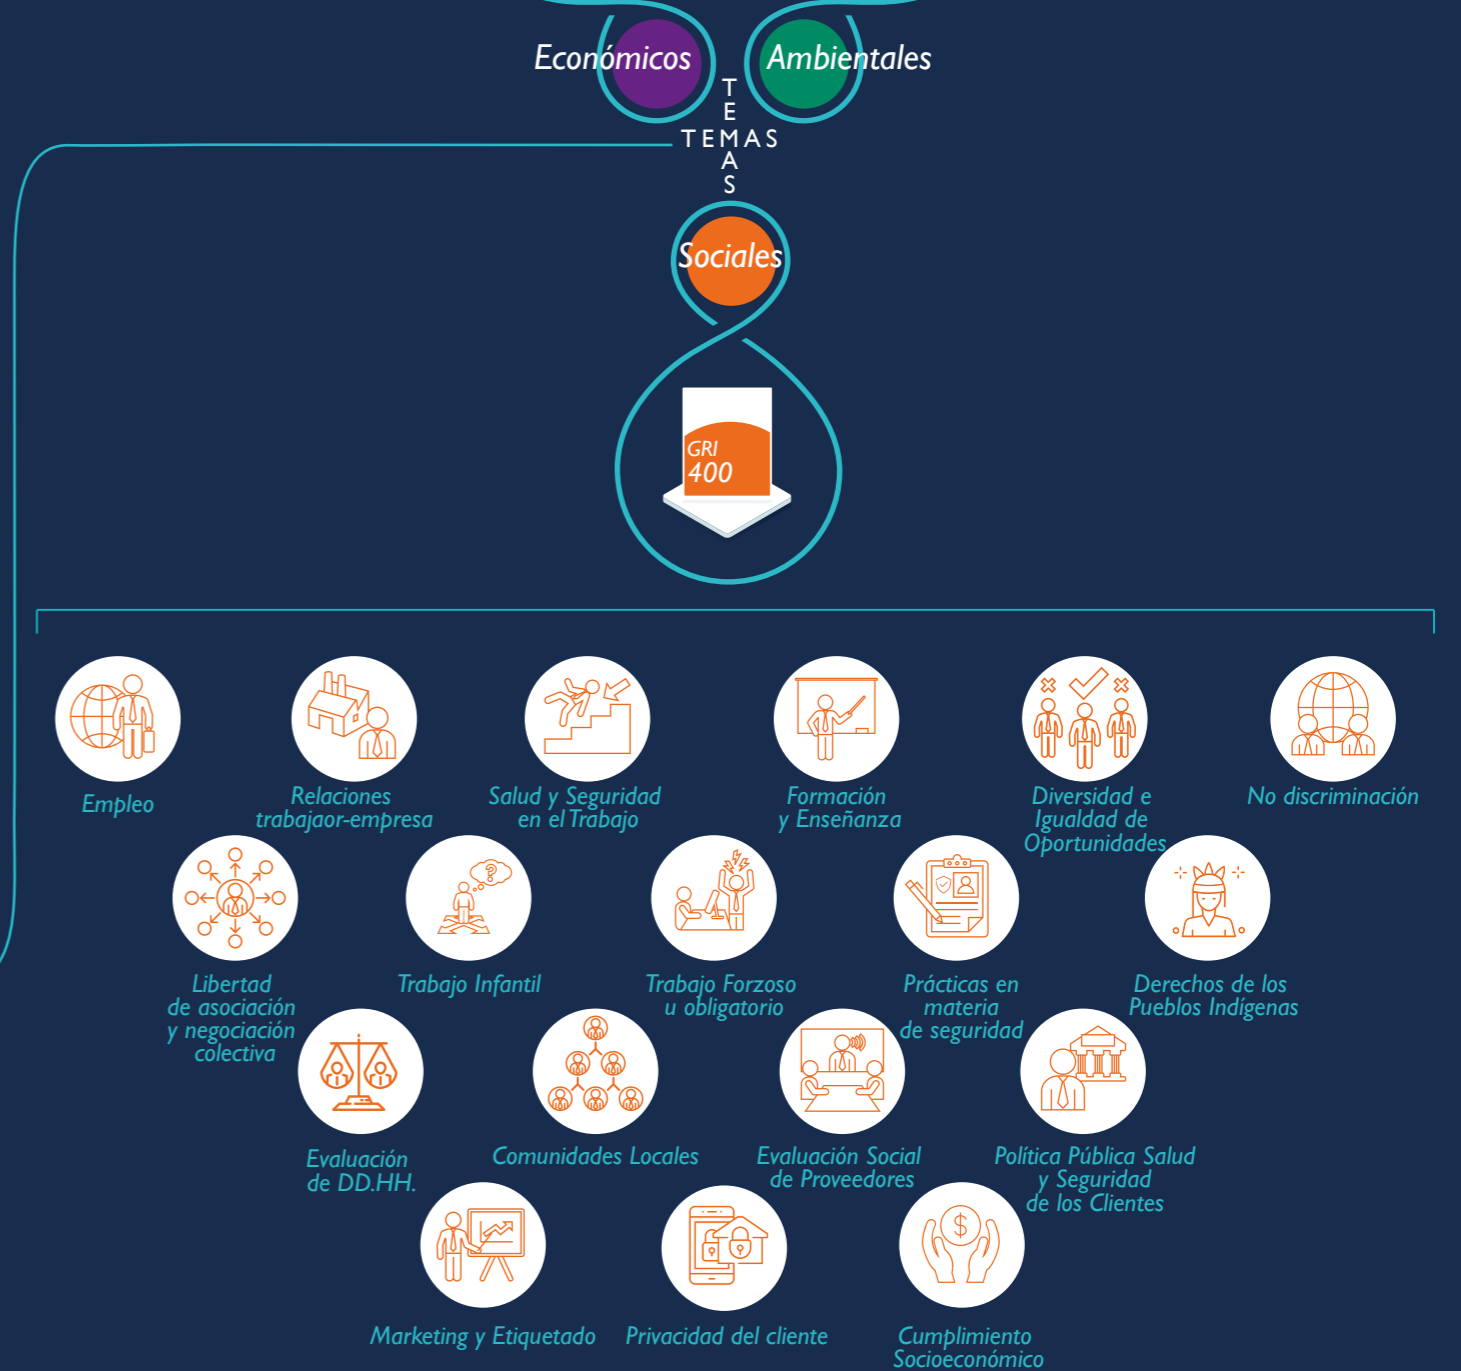 Económicos
Ambientales
TEMAS
TEMAS
Sociales
GRI
400
Empleo
Relaciones
trabajaor-empresa
Salud y Seguridad
en el Trabajo
Formación
y Enseñanza
Diversidad e
Igualdad de
Oportunidades
No discriminación
Libertad
de asociación
y negociación
colectiva
Trabajo Infantil
Trabajo Forzoso
u obligatorio
Prácticas en
materia
de seguridad
Derechos de los
Pueblos Indígenas
Evaluación
de DD.HH.
Comunidades Locales
Evaluación Social
de Proveedores
Política Pública Salud
y Seguridad
de los Clientes
Marketing y Etiquetado
Privacidad del cliente
Cumplimiento
Socioeconómico